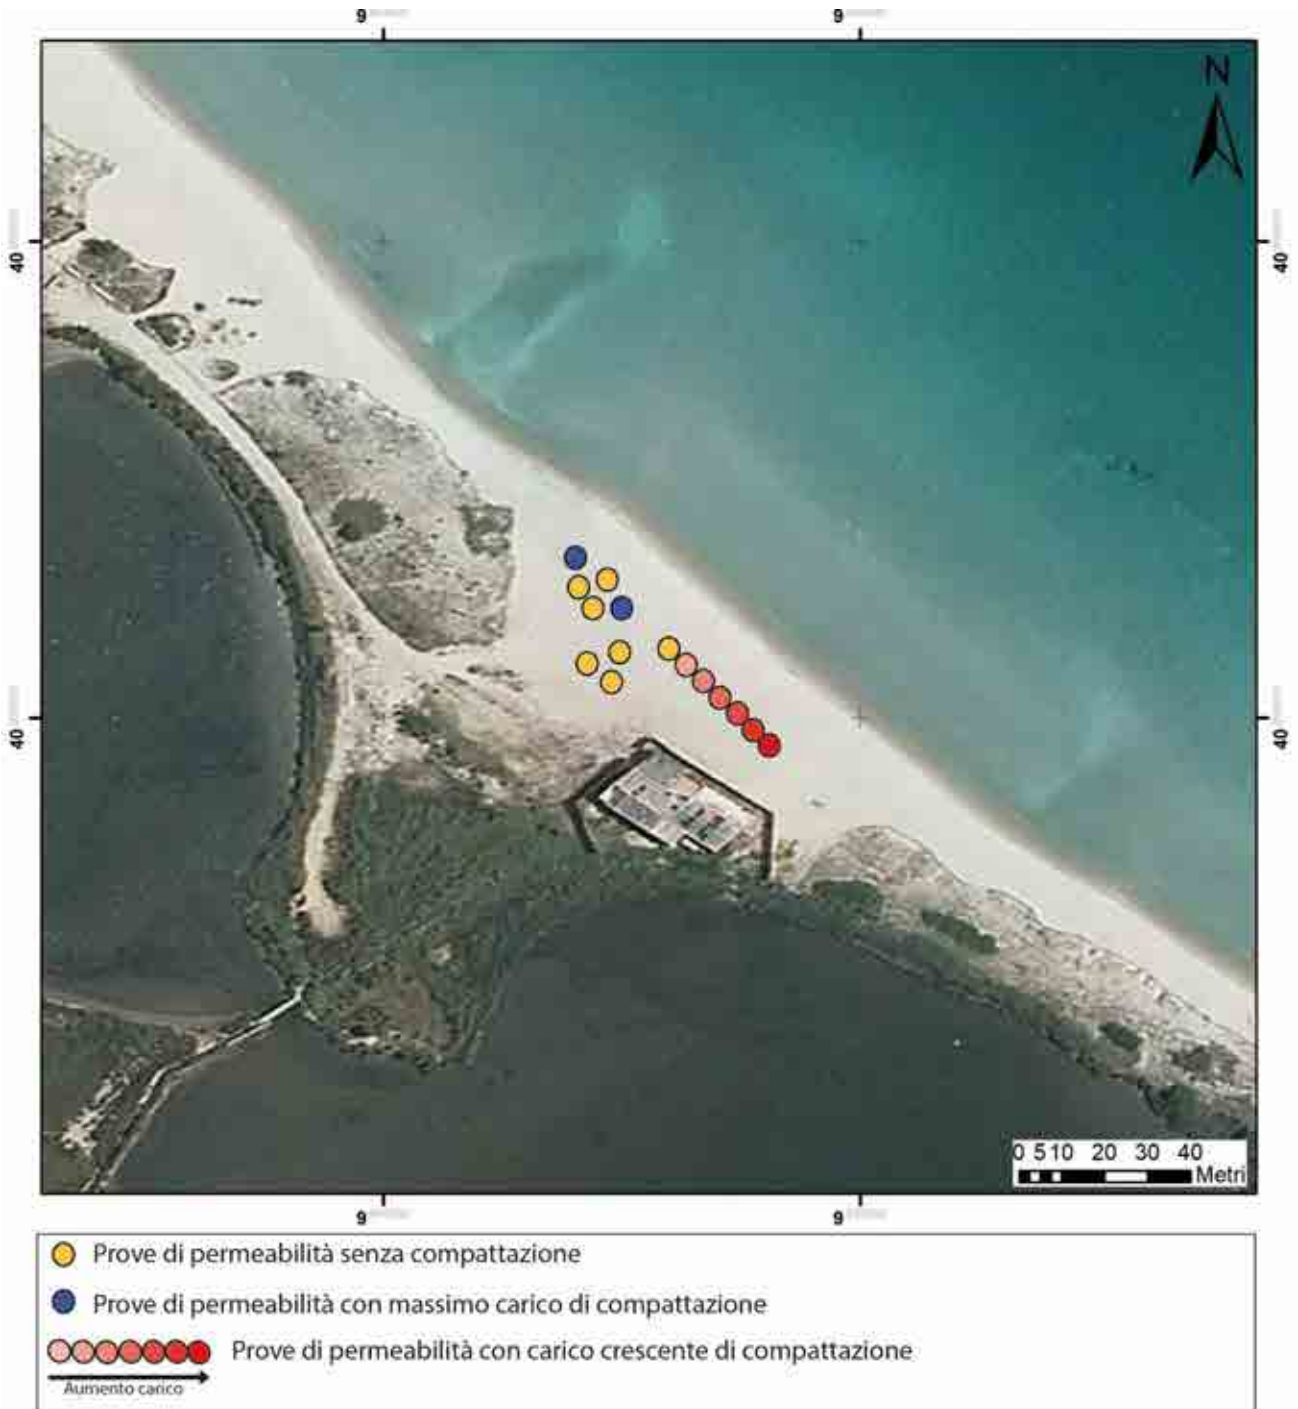 9 9
N
40 40
40 40
0 5 10 20 30 40
Metri
9 9
Prove di permeabilità senza compattazione
Prove di permeabilità con massimo carico di compattazione
Prove di permeabilità con carico crescente di compattazione
Aumento carico